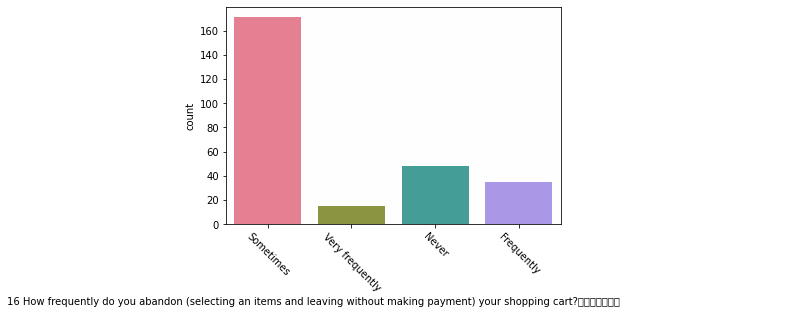 160
140
120
100
80
60
40
20
0
count
Sometimes
Very frequently
Never
Frequently
16 How frequently do you abandon (selecting an items and leaving without making payment) your shopping cart?